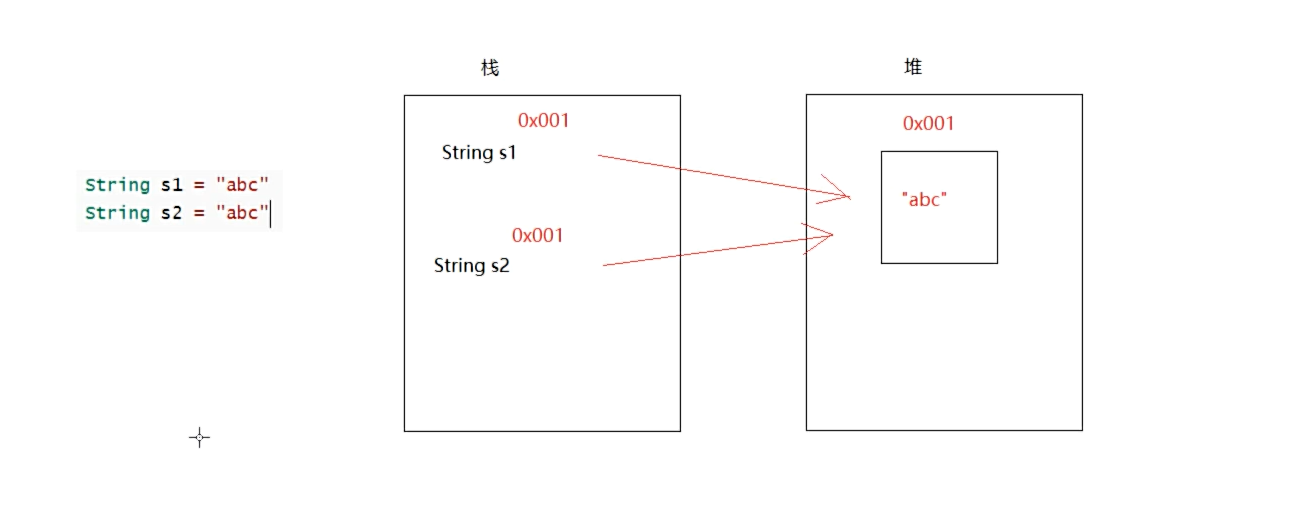 栈
堆
0x001
0x001
String s1
String s1 = "abc"
"abc"
String s2 = "abc"
0x001
String s2